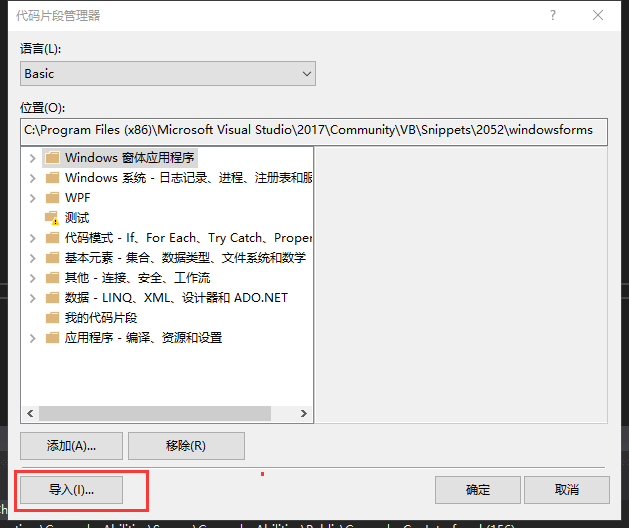 代码片段管理器
语言(L):
Basic
位置(O):
C:\Program Files (x86)\Microsoft Visual Studio\2017\Community\VB\Snippets\2052\windowsforms
Windows 窗体应用程序
Windows 系统 - 日志记录、进程、注册表和服
WPF
测试
代码模式 - If、For Each、Try Catch、Proper
基本元素 - 集合、数据类型、文件系统和数学
其他 - 连接、安全、工作流
数据 - LINQ、XML、设计器和 ADO.NET
我的代码片段
应用程序 - 编译、资源和设置
添加(A)...
移除(R)
导入(I)...
确定
取消